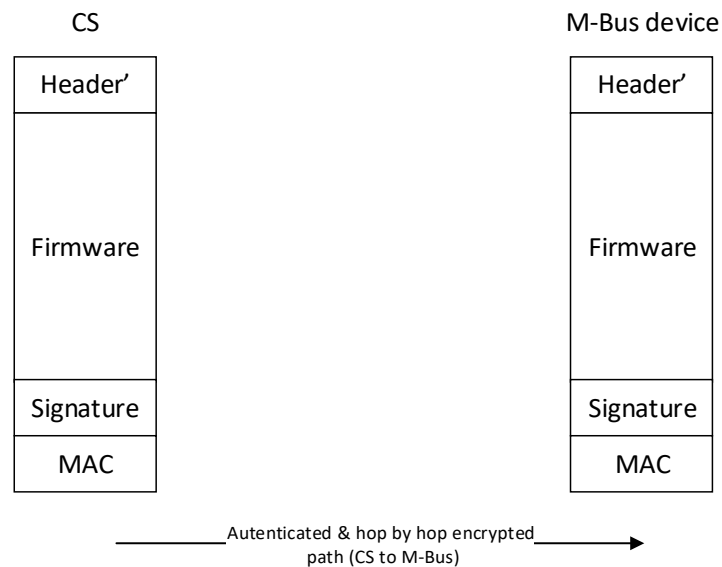 CS
M-Bus device
Header’
Header’
Firmware
Firmware
Signature
Signature
MAC
MAC
Autenticated & hop by hop encrypted
path (CS to M-Bus)